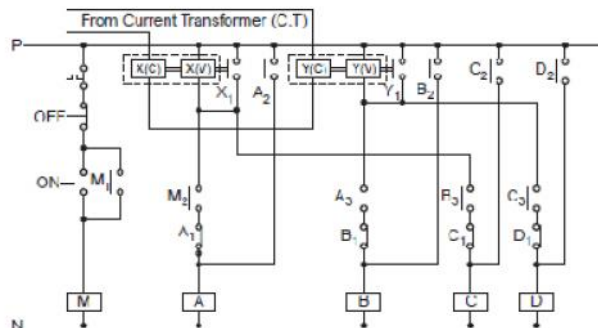 From Current Transformer (C.T)
P
X(C) X(V) Y(C) Y(V)
X1 A2 Y1 B2 C2 D2
OFF
ON M1 M2 A3 B3 C3
A1 B1 C1 D1
M A B C D
N